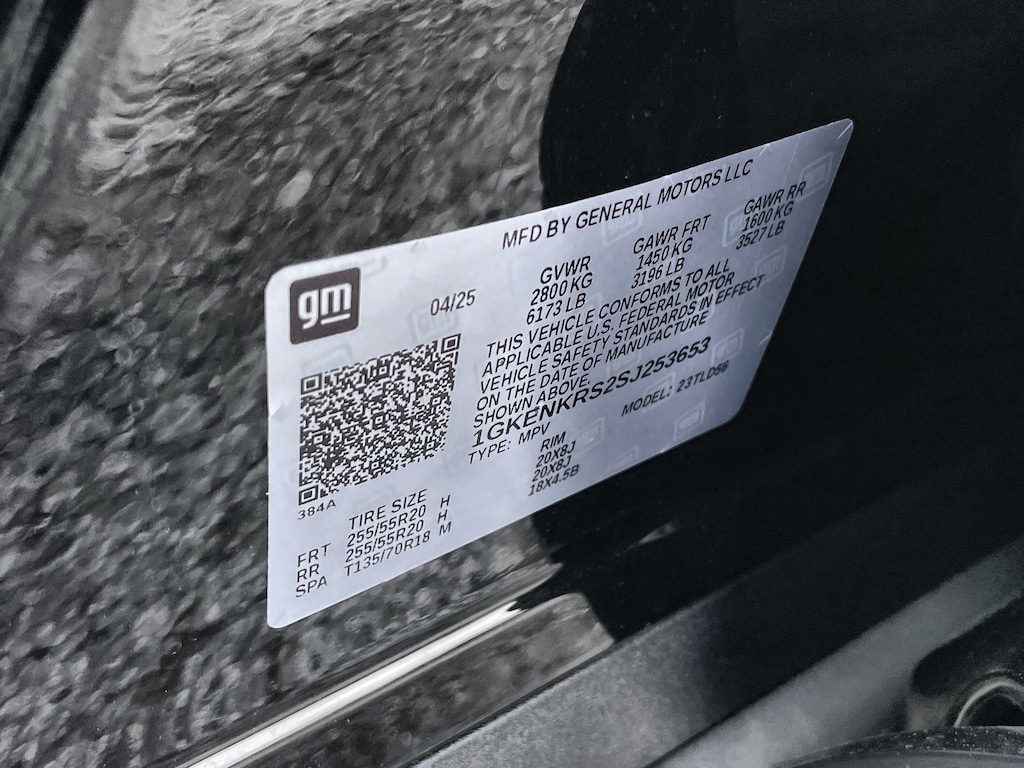 MFD BY GENERAL MOTORS LLC
gm
04/25
GVWR
2800 KG
6173 LB
GAWR FRT
1450 KG
3196 LB
GAWR RR
1600 KG
3527 LB
THIS VEHICLE CONFORMS TO ALL
APPLICABLE U.S. FEDERAL MOTOR
VEHICLE SAFETY STANDARDS IN EFFECT
ON THE DATE OF MANUFACTURE
SHOWN ABOVE.
1GKENKRS2SJ253653
TYPE: MPV
MODEL: 23TLD56
384A
TIRE SIZE RIM
FRT 255/55R20 H 20X8J
RR 255/55R20 H 20X8J
SPA T135/70R18 M 18X4.5B